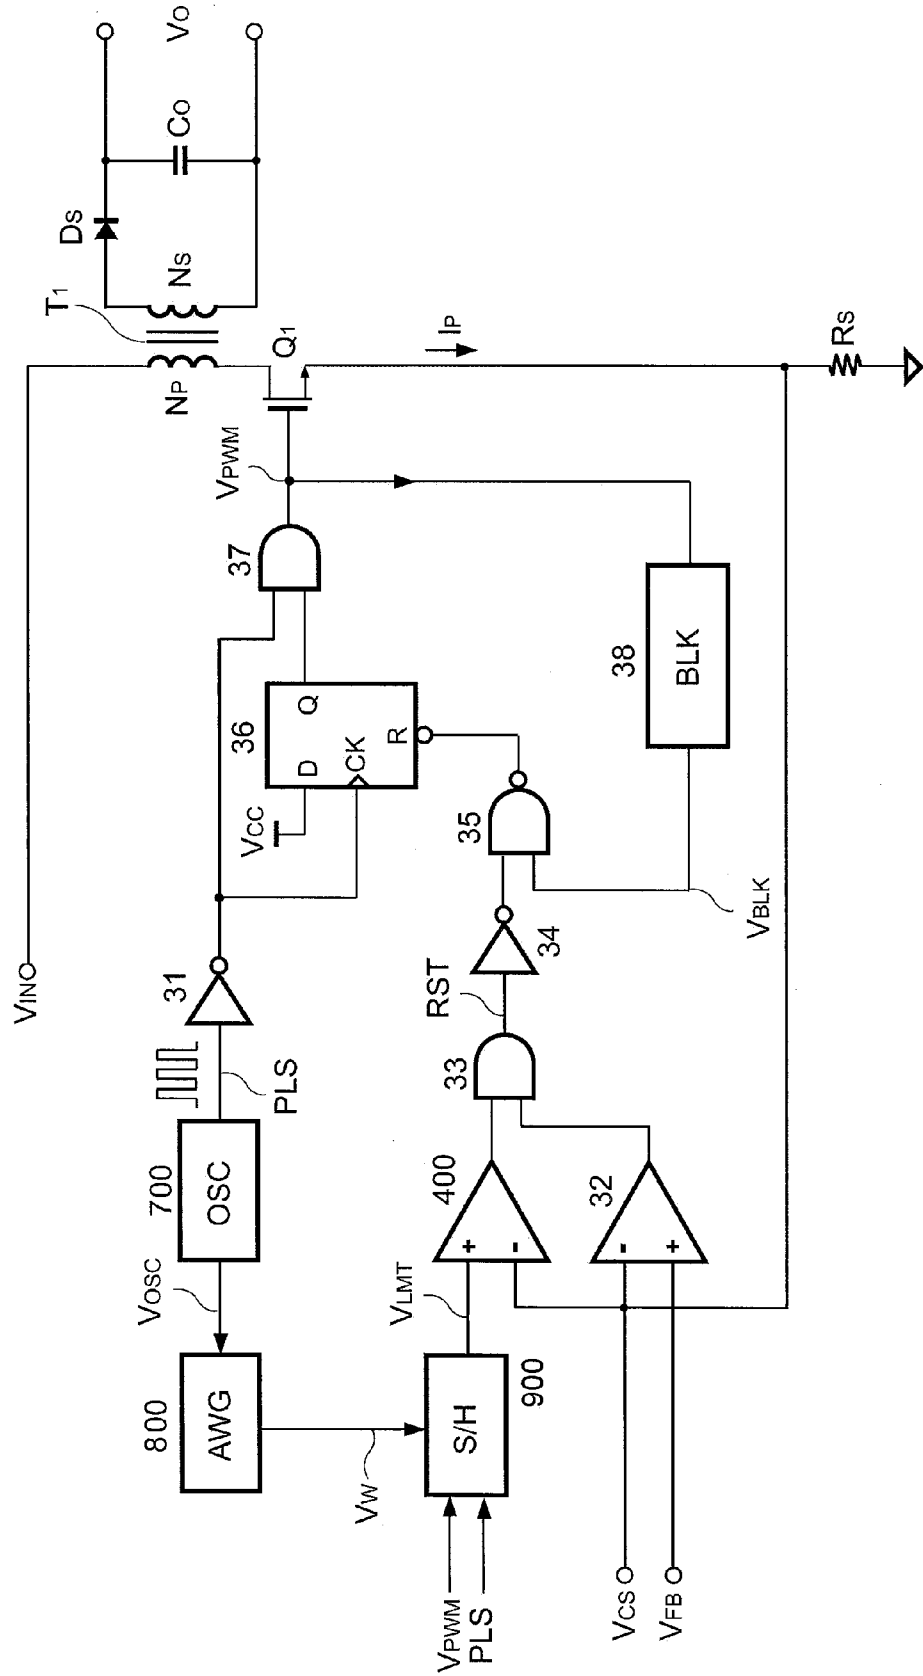 VIN
T1
NP
NS
DS
CO
VO
Q1
IP
RS
VPWM
37
36
D
Q
CK
R
VCC
31
PLS
700
OSC
VOSC
800
AWG
VW
VPWM
PLS
S/H
900
VLMT
400
+
-
32
-
+
VCS
VFB
33
RST
34
35
VBLK
38
BLK